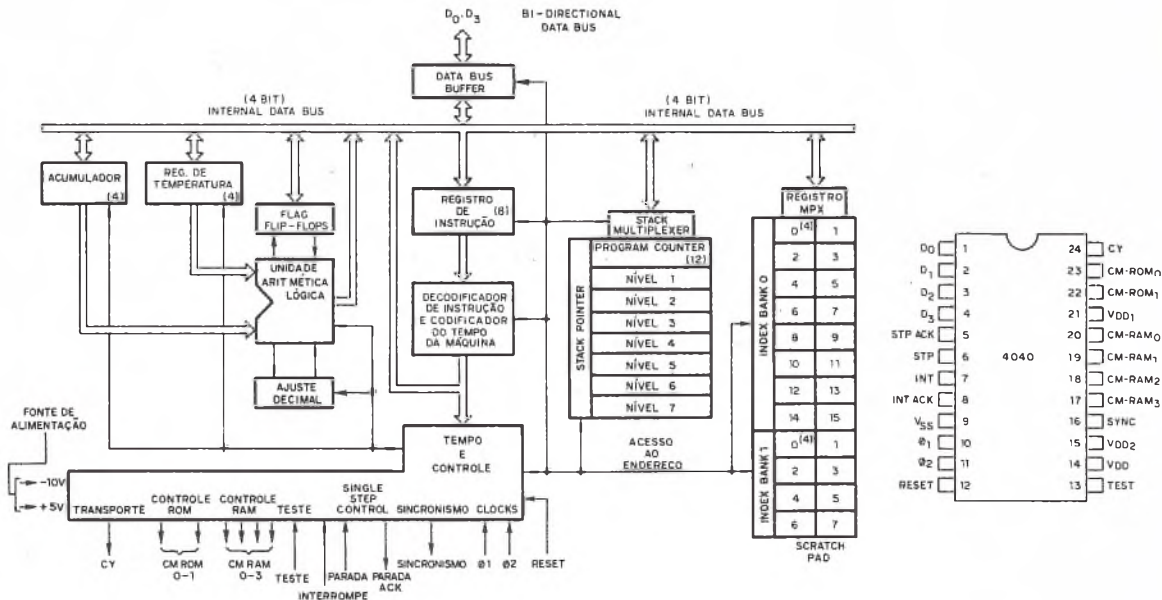 D0.D3
BI-DIRECTIONAL
DATA BUS
DATA BUS
BUFFER
(4 BIT)
INTERNAL DATA BUS
(4 BIT)
INTERNAL DATA BUS
ACUMULADOR
(4)
REG. DE
TEMPERATURA
(4)
FLAG
FLIP-FLOPS
UNIDADE
ARITMÉTICA
LÓGICA
AJUSTE
DECIMAL
REGISTRO
DE
INSTRUÇÃO
(8)
DECODIFICADOR
DE INSTRUÇÃO
E CODIFICADOR
DO TEMPO
DA MÁQUINA
STACK
MULTIPLEXER
PROGRAM COUNTER
(12)
STACK POINTER
NÍVEL 1
NÍVEL 2
NÍVEL 3
NÍVEL 4
NÍVEL 5
NÍVEL 6
NÍVEL 7
REGISTRO
MPX
INDEX BANK 0
0 (4) 1
2 3
4 5
6 7
8 9
10 11
12 13
14 15
INDEX BANK 1
0 (4) 1
2 3
4 5
6 7
SCRATCH
PAD
ACESSO
AO
ENDEREÇO
FONTE DE
ALIMENTAÇÃO
-10V
+5V
TEMPO
E
CONTROLE
TRANSPORTE
CONTROLE
ROM
CONTROLE
RAM
TESTE
SINGLE
STEP
CONTROL
SINCRONISMO
CLOCKS
CY
CM ROM
0-1
CM RAM
0-3
TESTE
INTERROMPE
PARADA
PARADA
ACK
SINCRONISMO
Ø1
Ø2
RESET
4040
D0 1
D1 2
D2 3
D3 4
STP ACK 5
STP 6
INT 7
INT ACK 8
VSS 9
Ø1 10
Ø2 11
RESET 12
24 CY
23 CM-ROM0
22 CM-ROM1
21 VDD1
20 CM-RAM0
19 CM-RAM1
18 CM-RAM2
17 CM-RAM3
16 SYNC
15 VDD2
14 VDD
13 TEST